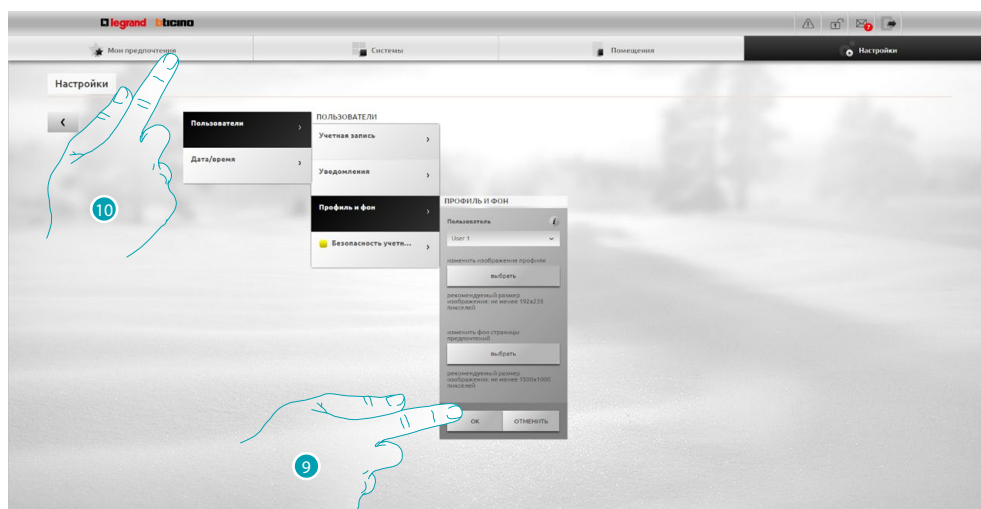 legrand bticino
7
Мои предпочтения
Системы
Помещения
Настройки
Настройки
Пользователи
Дата/время
ПОЛЬЗОВАТЕЛИ
Учетная запись
Уведомления
Профиль и фон
Безопасность учетн...
ПРОФИЛЬ И ФОН
Пользователь i
User 1
изменить изображение профиля
выбрать
рекомендуемый размер
изображения: не менее 192x235
пикселей
изменить фон страницы
предпочтений
выбрать
рекомендуемый размер
изображения: не менее 1500x1000
пикселей
ОК
ОТМЕНИТЬ
10
9